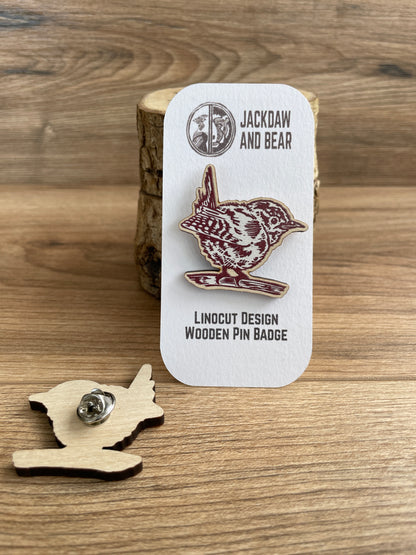 JACKDAW
AND BEAR
LINOCUT DESIGN
WOODEN PIN BADGE